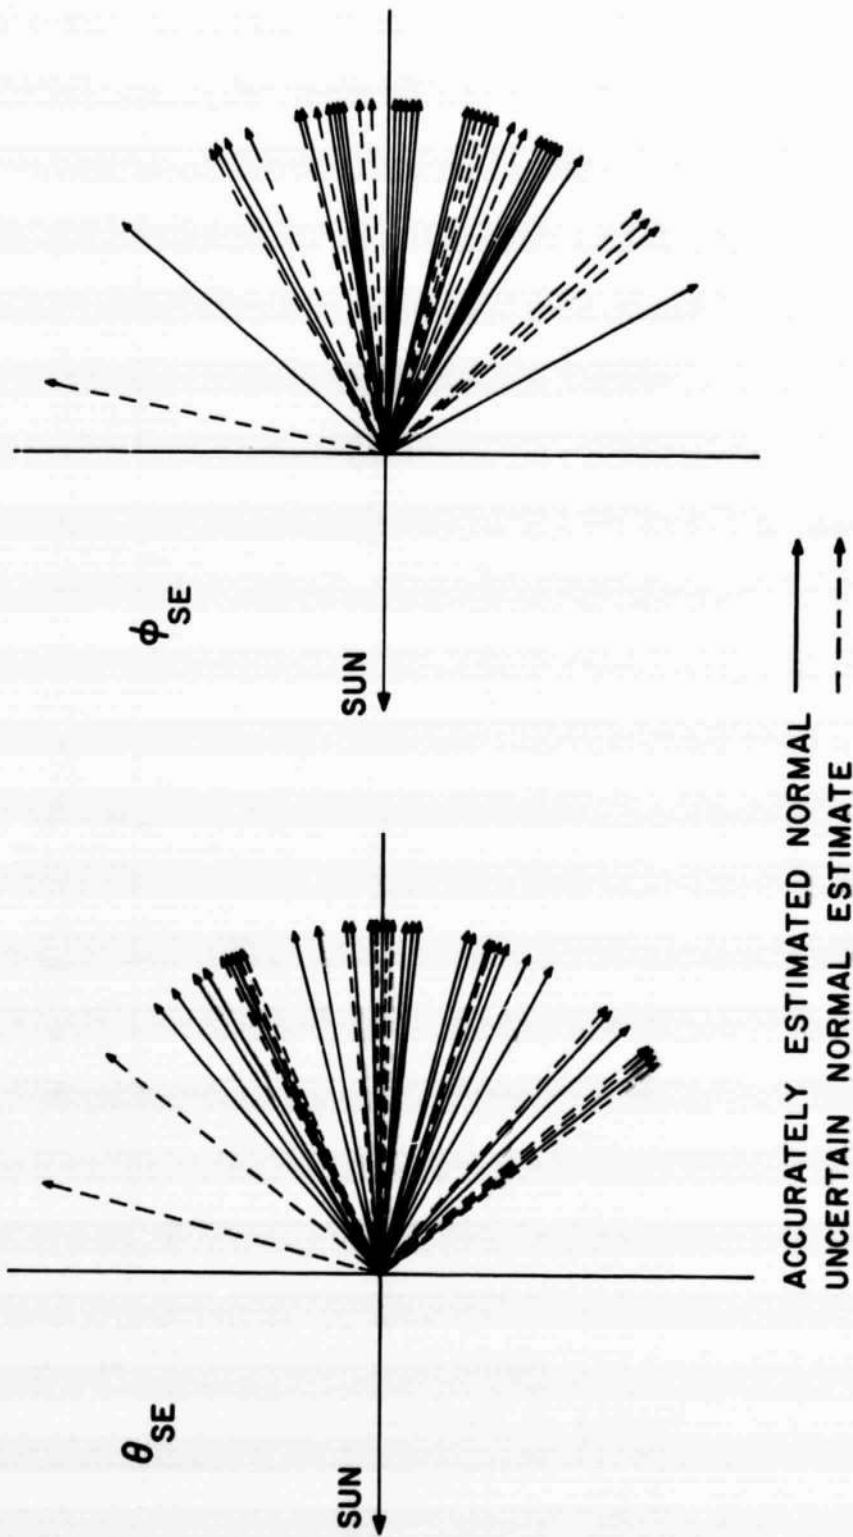 θSE
SUN
ϕSE
SUN
ACCURATELY ESTIMATED NORMAL
UNCERTAIN NORMAL ESTIMATE